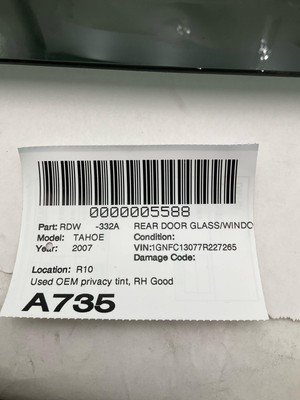 0000005588
Part: RDW -332A REAR DOOR GLASS/WINDO
Model: TAHOE Condition:
Year: 2007 VIN:1GNFC13077R227265
Damage Code:
Location: R10
Used OEM privacy tint, RH Good
A735